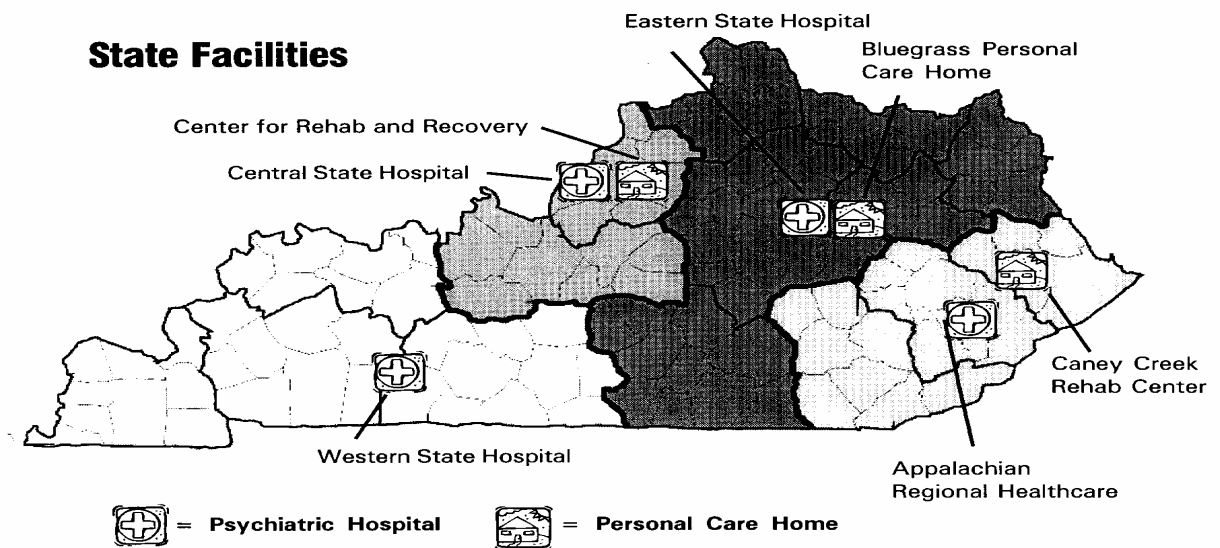 State Facilities
Eastern State Hospital
Bluegrass Personal
Care Home
Center for Rehab and Recovery
Central State Hospital
Caney Creek
Rehab Center
Western State Hospital
Appalachian
Regional Healthcare
= Psychiatric Hospital
= Personal Care Home